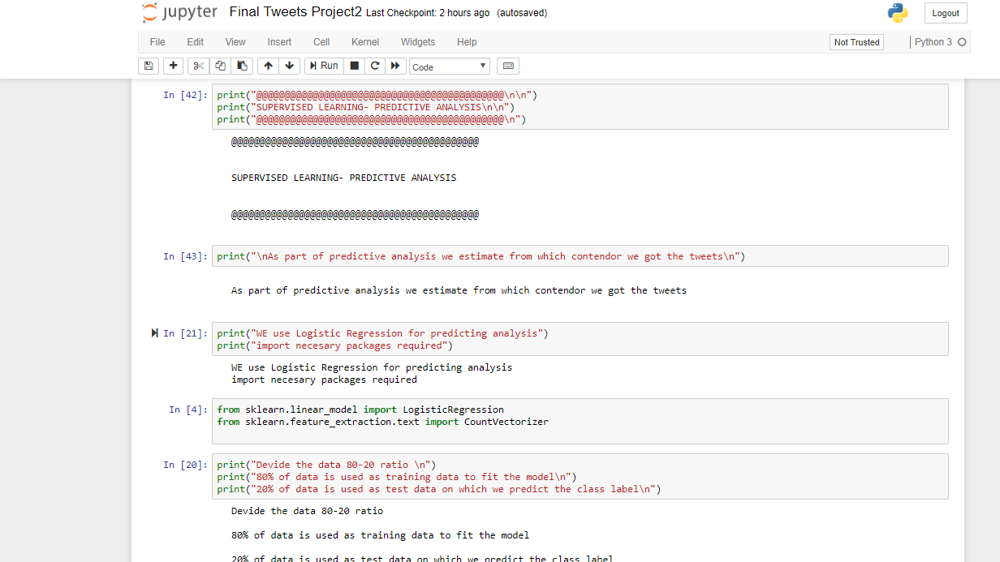 jupyter Final Tweets Project2 Last Checkpoint: 2 hours ago (autosaved)
Logout
File Edit View Insert Cell Kernel Widgets Help Not Trusted Python 3
Run Code
In [42]: print("@@@@@@@@@@@@@@@@@@@@@@@@@@@@@@@@@@@@@@@@@@@@\n\n")
print("SUPERVISED LEARNING- PREDICTIVE ANALYSIS\n\n")
print("@@@@@@@@@@@@@@@@@@@@@@@@@@@@@@@@@@@@@@@@@@@@\n")
@@@@@@@@@@@@@@@@@@@@@@@@@@@@@@@@@@@@@@@@@@@@
SUPERVISED LEARNING- PREDICTIVE ANALYSIS
@@@@@@@@@@@@@@@@@@@@@@@@@@@@@@@@@@@@@@@@@@@@
In [43]: print("\nAs part of predictive analysis we estimate from which contendor we got the tweets\n")
As part of predictive analysis we estimate from which contendor we got the tweets
In [21]: print("WE use Logistic Regression for predicting analysis")
print("import necesary packages required")
WE use Logistic Regression for predicting analysis
import necesary packages required
In [4]: from sklearn.linear_model import LogisticRegression
from sklearn.feature_extraction.text import CountVectorizer
In [20]: print("Devide the data 80-20 ratio \n")
print("80% of data is used as training data to fit the model\n")
print("20% of data is used as test data on which we predict the class label\n")
Devide the data 80-20 ratio
80% of data is used as training data to fit the model
20% of data is used as test data on which we predict the class label